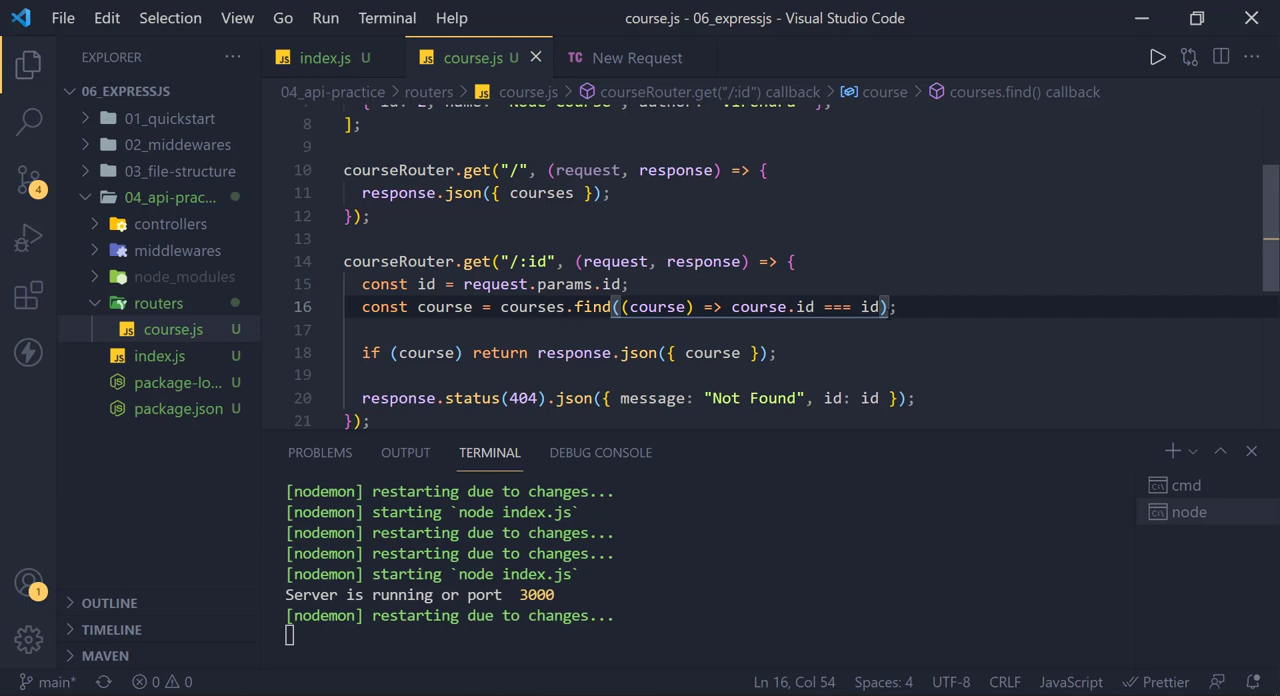 File Edit Selection View Go Run Terminal Help course.js - 06_expressjs - Visual Studio Code
EXPLORER
06_EXPRESSJS
01_quickstart
02_middewares
03_file-structure
04_api-prac...
controllers
middlewares
node_modules
routers
JS course.js U
JS index.js U
package-lo... U
package.json U
OUTLINE
TIMELINE
MAVEN
4
1
JS index.js U JS course.js U TC New Request
04_api-practice > routers > JS course.js > courseRouter.get("/:id") callback > course > courses.find() callback
8 ];
9
10 courseRouter.get("/", (request, response) => {
11 response.json({ courses });
12 });
13
14 courseRouter.get("/:id", (request, response) => {
15 const id = request.params.id;
16 const course = courses.find((course) => course.id === id);
17
18 if (course) return response.json({ course });
19
20 response.status(404).json({ message: "Not Found", id: id });
21 });
PROBLEMS OUTPUT TERMINAL DEBUG CONSOLE
[nodemon] restarting due to changes...
[nodemon] starting `node index.js`
[nodemon] restarting due to changes...
[nodemon] restarting due to changes...
[nodemon] starting `node index.js`
Server is running or port 3000
[nodemon] restarting due to changes...
cmd
node
main* 0 0 Ln 16, Col 54 Spaces: 4 UTF-8 CRLF JavaScript Prettier